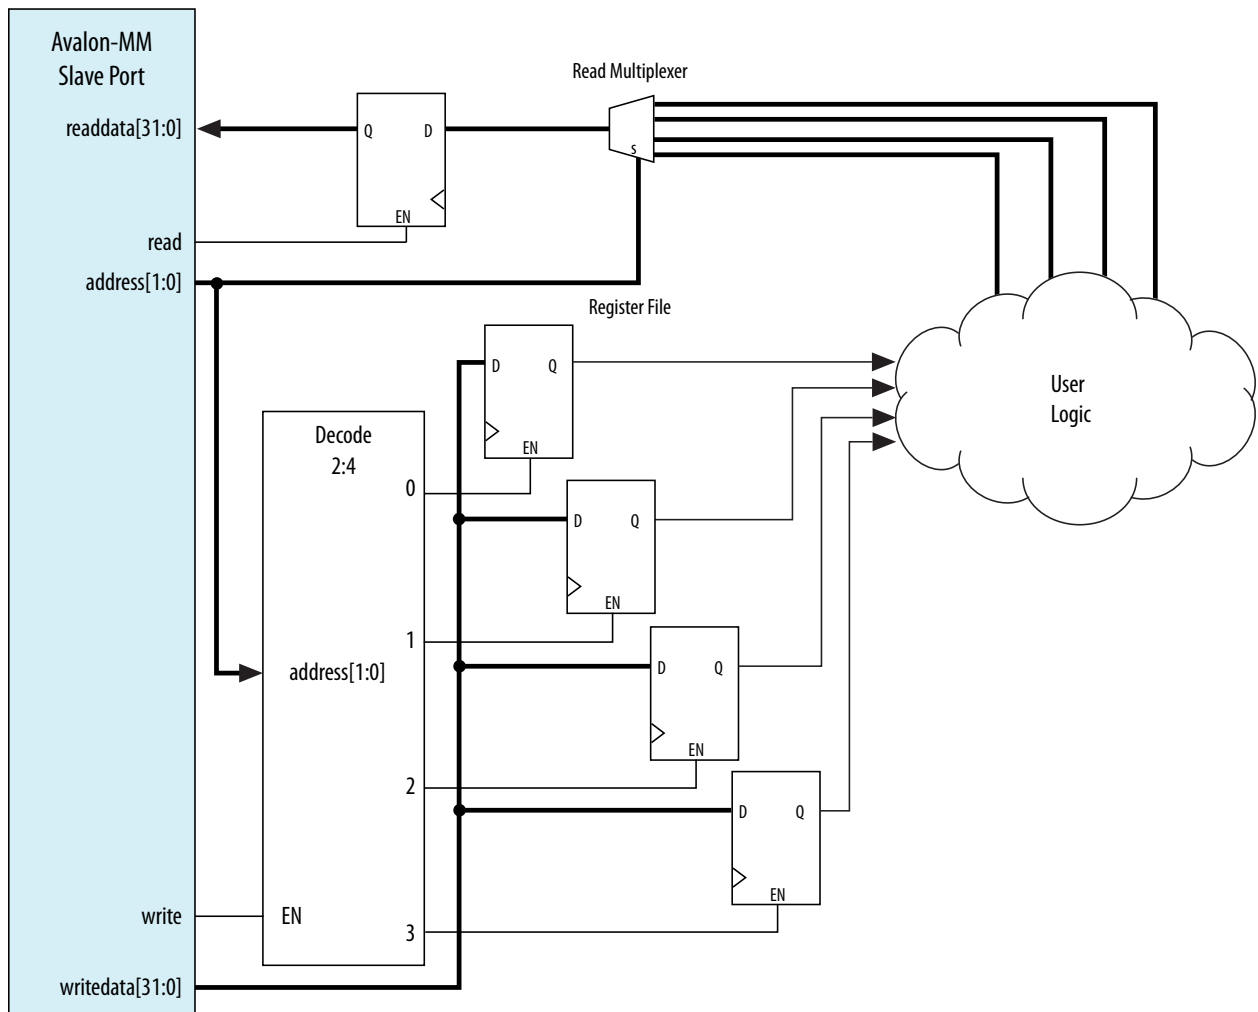 Avalon-MM
Slave Port
Read Multiplexer
readdata[31:0]
Q D
s
EN
read
address[1:0]
Register File
D Q
EN
User
Logic
Decode
2:4
0
D Q
EN
1
address[1:0]
D Q
EN
2
D Q
EN
write
EN
3
writedata[31:0]